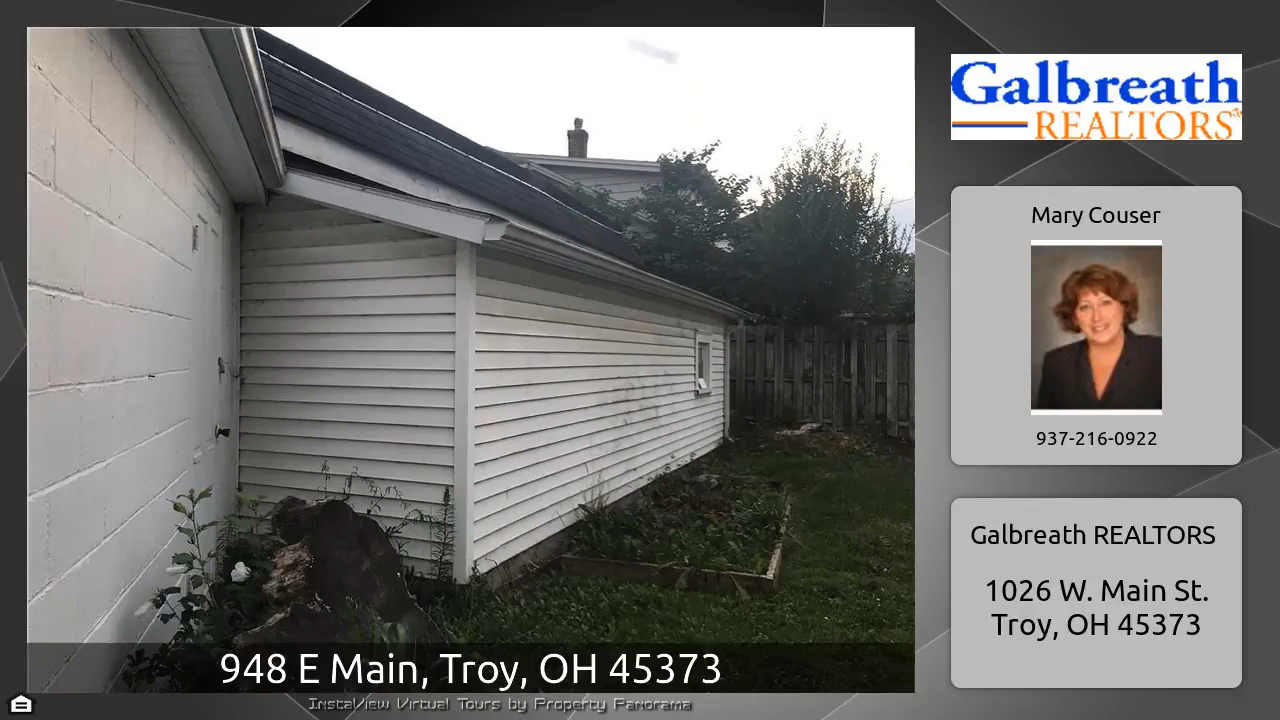 Galbreath
REALTORS
Mary Couser
937-216-0922
Galbreath REALTORS
1026 W. Main St.
Troy, OH 45373
948 E Main, Troy, OH 45373
InstaView Virtual Tours by Property Panorama